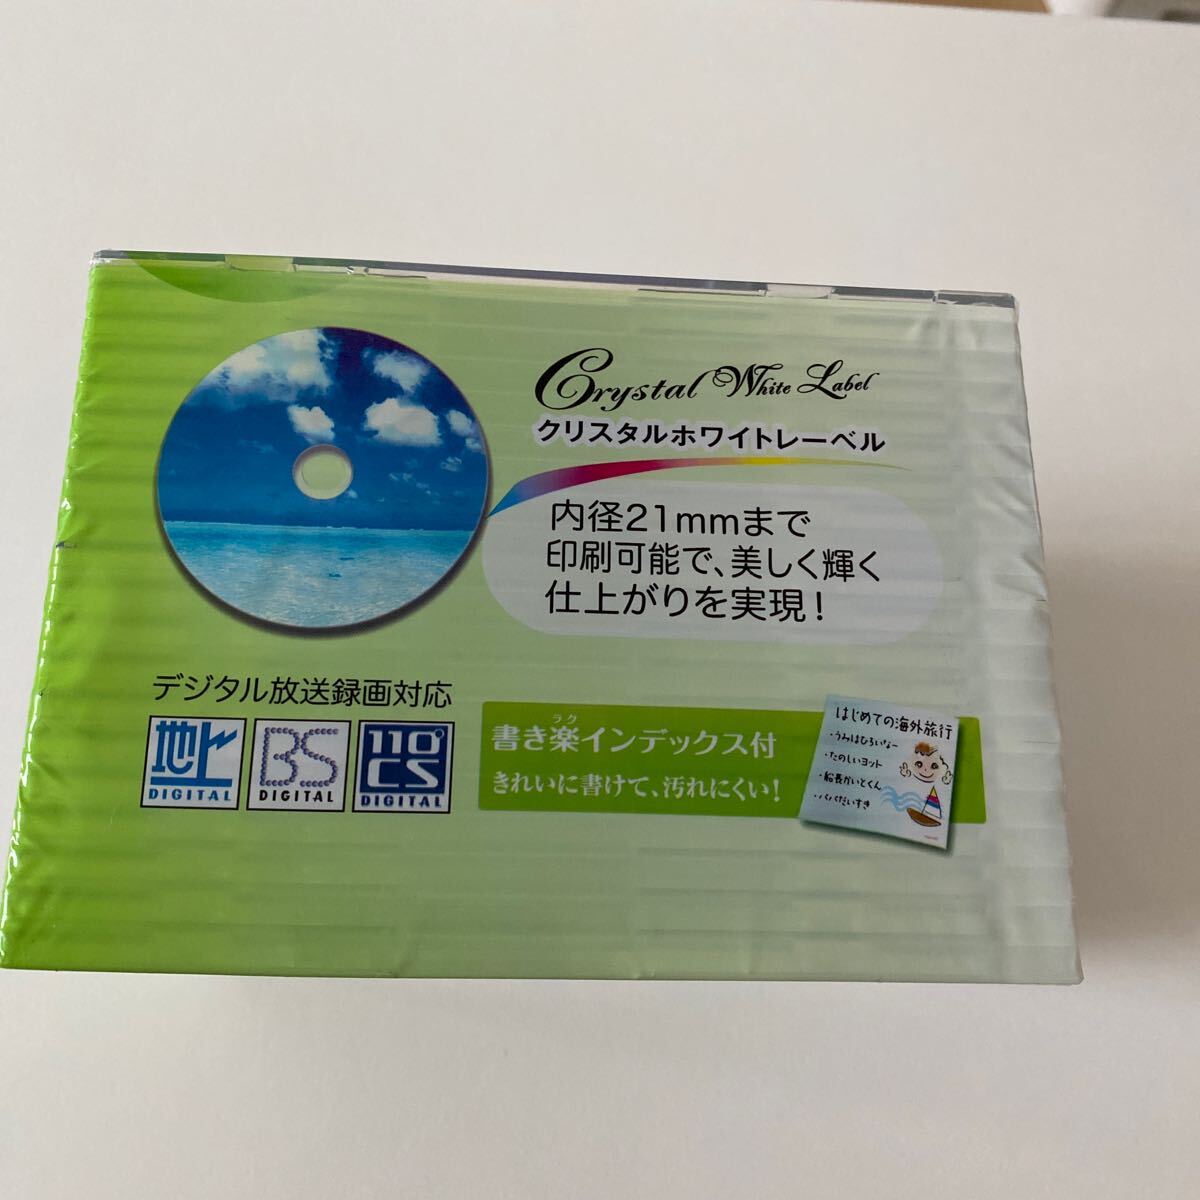 Crystal White Label
クリスタルホワイトレーベル
内径21mmまで
印刷可能で、美しく輝く
仕上がりを実現!
デジタル放送録画対応
地上
DIGITAL
BS
DIGITAL
110°
CS
DIGITAL
ラク
書き楽インデックス付
きれいに書けて、汚れにくい!
はじめての海外旅行
・うみはひろいなー
・たのしいヨット
・船長かいとくん
・パパだいすき